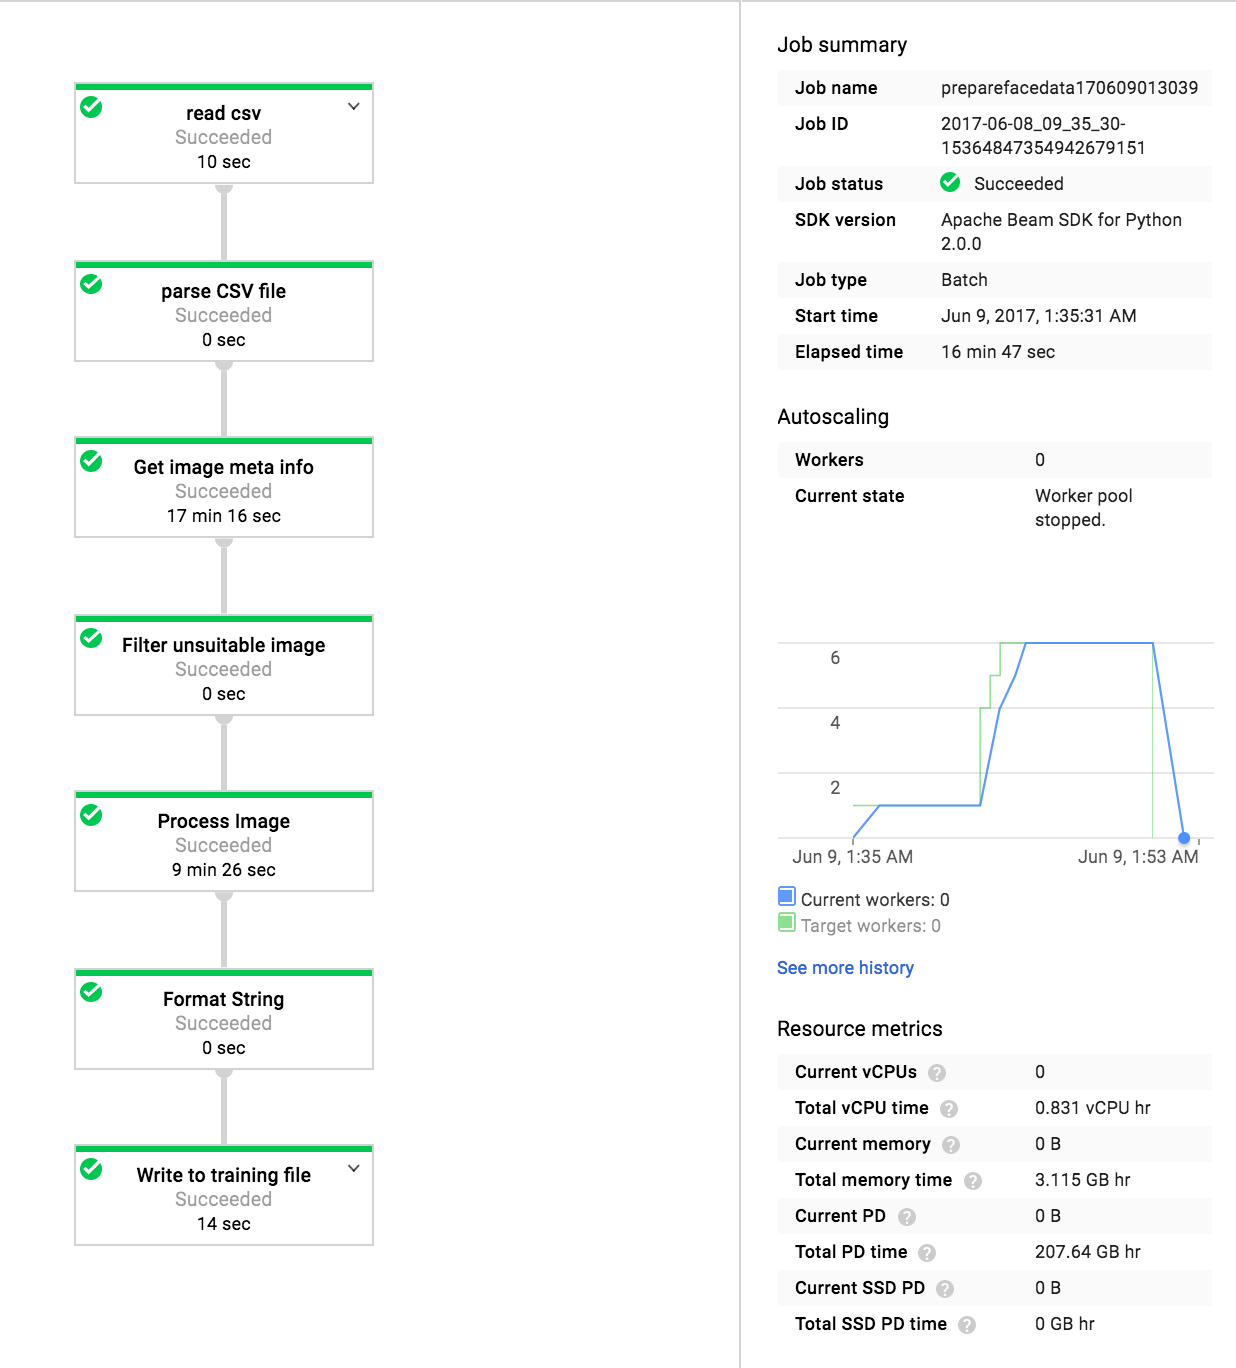 read csv
Succeeded
10 sec
parse CSV file
Succeeded
0 sec
Get image meta info
Succeeded
17 min 16 sec
Filter unsuitable image
Succeeded
0 sec
Process Image
Succeeded
9 min 26 sec
Format String
Succeeded
0 sec
Write to training file
Succeeded
14 sec
Job summary
Job name preparefacedata170609013039
Job ID 2017-06-08_09_35_30-
15364847354942679151
Job status Succeeded
SDK version Apache Beam SDK for Python
2.0.0
Job type Batch
Start time Jun 9, 2017, 1:35:31 AM
Elapsed time 16 min 47 sec
Autoscaling
Workers 0
Current state Worker pool
stopped.
6
4
2
Jun 9, 1:35 AM Jun 9, 1:53 AM
Current workers: 0
Target workers: 0
See more history
Resource metrics
Current vCPUs ? 0
Total vCPU time ? 0.831 vCPU hr
Current memory ? 0 B
Total memory time ? 3.115 GB hr
Current PD ? 0 B
Total PD time ? 207.64 GB hr
Current SSD PD ? 0 B
Total SSD PD time ? 0 GB hr